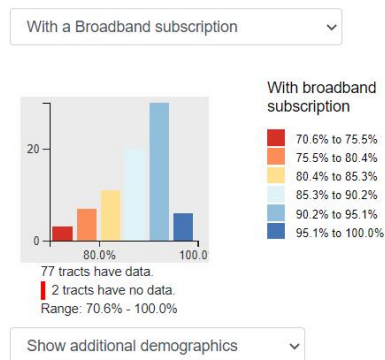 With a Broadband subscription
With broadband
subscription
70.6% to 75.5%
75.5% to 80.4%
80.4% to 85.3%
85.3% to 90.2%
90.2% to 95.1%
95.1% to 100.0%
20
0
80.0%
100.0
77 tracts have data.
2 tracts have no data.
Range: 70.6% - 100.0%
Show additional demographics